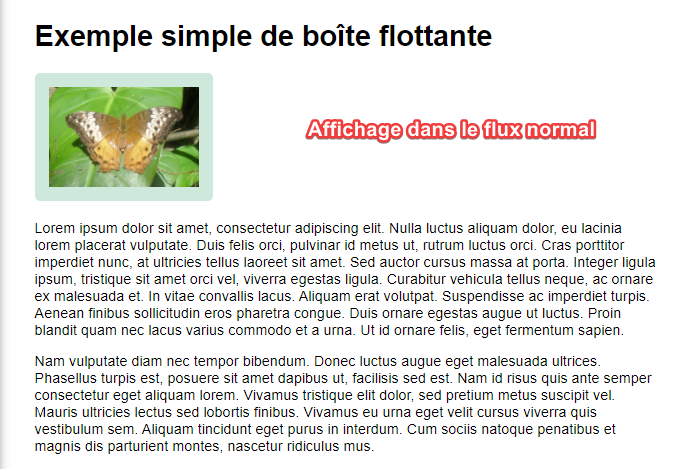 Exemple simple de boîte flottante
Affichage dans le flux normal
Lorem ipsum dolor sit amet, consectetur adipiscing elit. Nulla luctus aliquam dolor, eu lacinia
lorem placerat vulputate. Duis felis orci, pulvinar id metus ut, rutrum luctus orci. Cras porttitor
imperdiet nunc, at ultricies tellus laoreet sit amet. Sed auctor cursus massa at porta. Integer ligula
ipsum, tristique sit amet orci vel, viverra egestas ligula. Curabitur vehicula tellus neque, ac ornare
ex malesuada et. In vitae convallis lacus. Aliquam erat volutpat. Suspendisse ac imperdiet turpis.
Aenean finibus sollicitudin eros pharetra congue. Duis ornare egestas augue ut luctus. Proin
blandit quam nec lacus varius commodo et a urna. Ut id ornare felis, eget fermentum sapien.
Nam vulputate diam nec tempor bibendum. Donec luctus augue eget malesuada ultrices.
Phasellus turpis est, posuere sit amet dapibus ut, facilisis sed est. Nam id risus quis ante semper
consectetur eget aliquam lorem. Vivamus tristique elit dolor, sed pretium metus suscipit vel.
Mauris ultricies lectus sed lobortis finibus. Vivamus eu urna eget velit cursus viverra quis
vestibulum sem. Aliquam tincidunt eget purus in interdum. Cum sociis natoque penatibus et
magnis dis parturient montes, nascetur ridiculus mus.